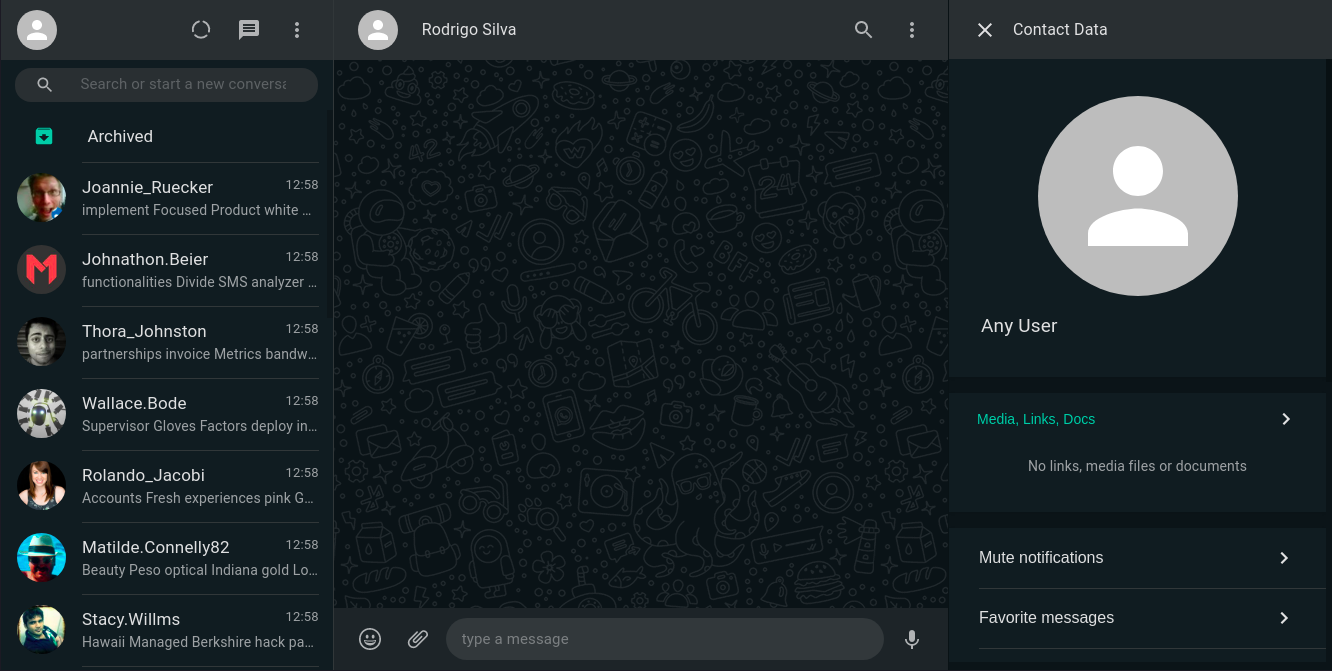 Search or start a new conversa
Archived
Joannie_Ruecker 12:58
implement Focused Product white ...
Johnathon.Beier 12:58
functionalities Divide SMS analyzer ...
Thora_Johnston 12:58
partnerships invoice Metrics bandw...
Wallace.Bode 12:58
Supervisor Gloves Factors deploy in...
Rolando_Jacobi 12:58
Accounts Fresh experiences pink G...
Matilde.Connelly82 12:58
Beauty Peso optical Indiana gold Lo...
Stacy.Willms 12:58
Hawaii Managed Berkshire hack pa...
Rodrigo Silva
type a message
Contact Data
Any User
Media, Links, Docs
No links, media files or documents
Mute notifications
Favorite messages